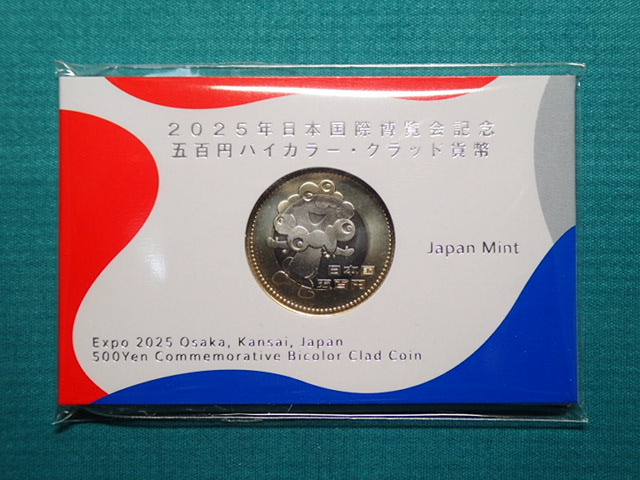 2025年日本国際博覧会記念
五百円バイカラー・クラッド貨幣
日本国
五百円
Japan Mint
Expo 2025 Osaka, Kansai, Japan
500Yen Commemorative Bicolor Clad Coin